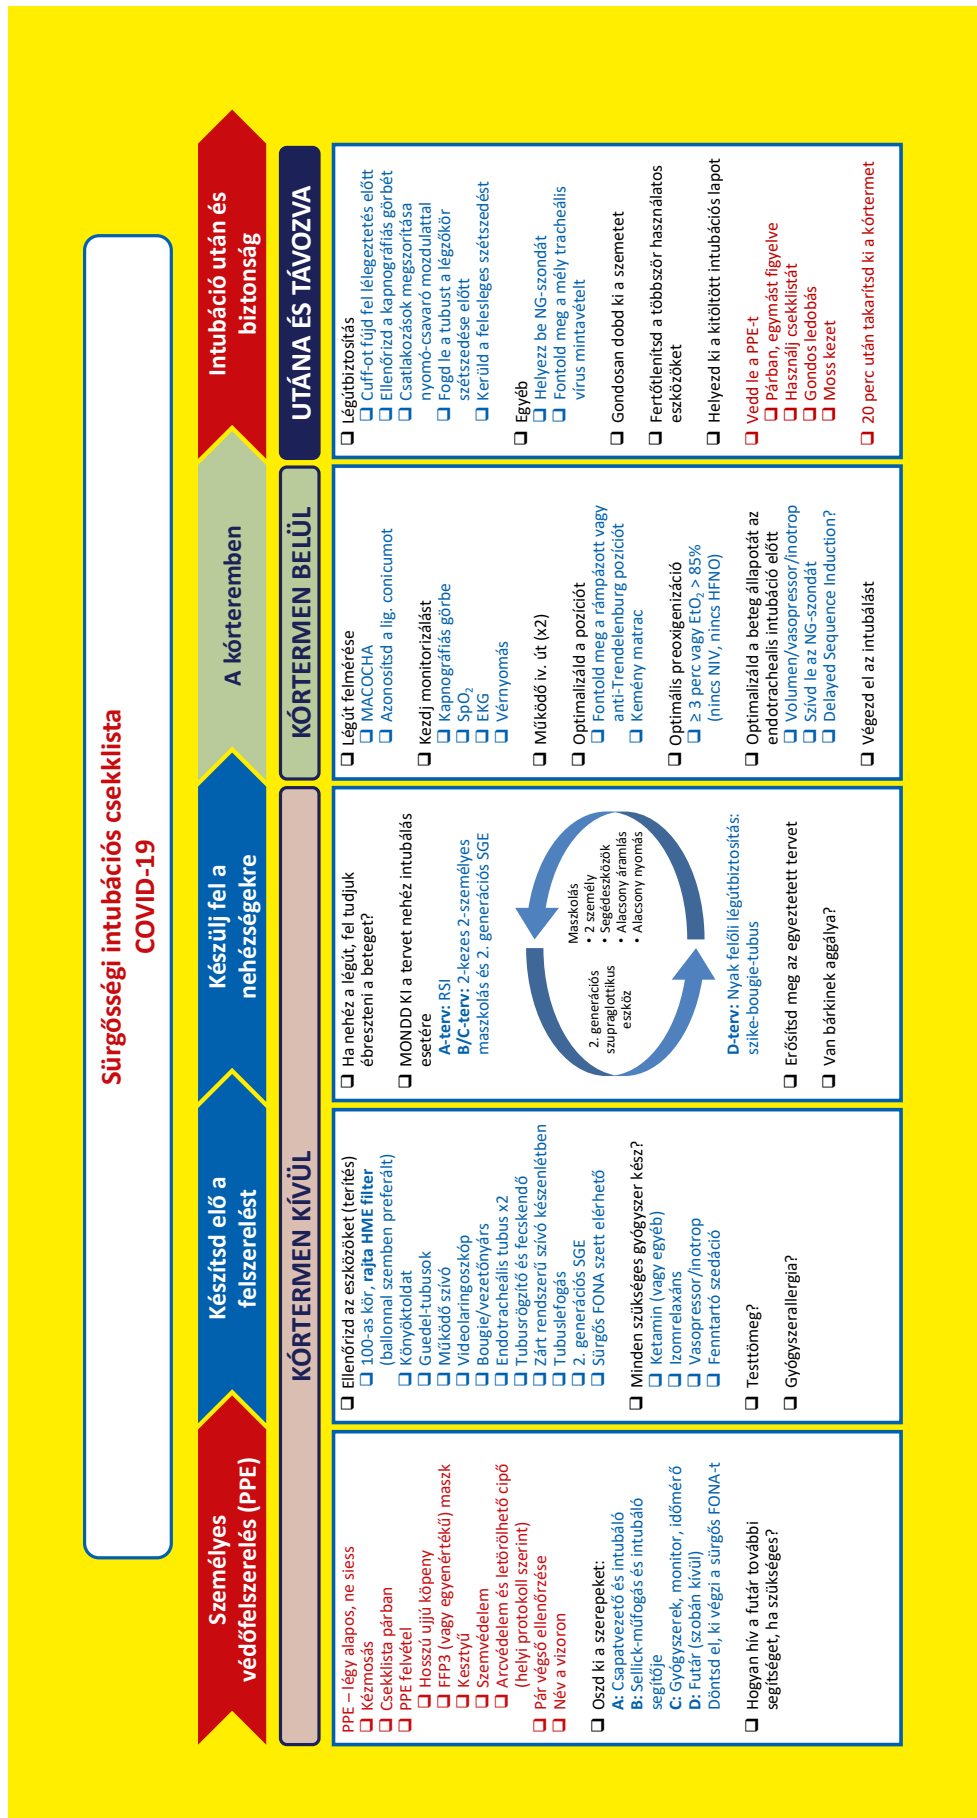 Sürgősségi intubációs csekklista
COVID-19
Személyes
védőfelszerelés (PPE)
Készítsd elő a
felszerelést
Készülj fel a
nehézségekre
A kórteremben
Intubáció után és
biztonság
KÓRTERMEN KÍVÜL
KÓRTERMEN BELÜL
UTÁNA ÉS TÁVOZVA
PPE – légy alapos, ne siess
❑ Kézmosás
❑ Csekklista párban
❑ PPE felvétel
❑ Hosszú ujjú köpeny
❑ FFP3 (vagy egyenértékű) maszk
❑ Kesztyű
❑ Szemvédelem
❑ Arcvédelem és letörölhető cipő
(helyi protokoll szerint)
❑ Pár végső ellenőrzése
❑ Név a vizoron
❑ Oszd ki a szerepeket:
A: Csapatvezető és intubáló
B: Sellick-műfogás és intubáló
segítője
C: Gyógyszerek, monitor, időmérő
D: Futár (szobán kívül)
Döntsd el, ki végzi a sürgős FONA-t
❑ Hogyan hív a futár további
segítséget, ha szükséges?
❑ Ellenőrizd az eszközöket (terítés)
❑ 100-as kör, rajta HME filter
(ballonnal szemben preferált)
❑ Könyöktoldat
❑ Guedel-tubusok
❑ Működő szívó
❑ Videolaringoszkóp
❑ Bougie/vezetőnyárs
❑ Endotracheális tubus x2
❑ Tubusrögzítő és fecskendő
❑ Zárt rendszerű szívó készenlétben
❑ Tubuslefogás
❑ 2. generációs SGE
❑ Sürgős FONA szett elérhető
❑ Minden szükséges gyógyszer kész?
❑ Ketamin (vagy egyéb)
❑ Izomrelaxáns
❑ Vasopressor/inotrop
❑ Fenntartó szedáció
❑ Testtömeg?
❑ Gyógyszerallergia?
❑ Ha nehéz a légút, fel tudjuk
ébreszteni a beteget?
❑ MONDD KI a tervet nehéz intubálás
esetére
A-terv: RSI
B/C-terv: 2-kezes 2-személyes
maszkolás és 2. generációs SGE
2. generációs
szupraglottikus
eszköz
Maszkolás
• 2 személy
• Segédeszközök
• Alacsony áramlás
• Alacsony nyomás
D-terv: Nyak felőli légútbiztosítás:
szike-bougie-tubus
❑ Erősítsd meg az egyeztetett tervet
❑ Van bárkinek aggálya?
❑ Légút felmérése
❑ MACOCHA
❑ Azonosítsd a lig. conicumot
❑ Kezdj monitorizálást
❑ Kapnográfiás görbe
❑ SpO₂
❑ EKG
❑ Vérnyomás
❑ Működő iv. út (x2)
❑ Optimalizáld a pozíciót
❑ Fontold meg a rámpázott vagy
anti-Trendelenburg pozíciót
❑ Kemény matrac
❑ Optimális preoxigenizáció
❑ ≥ 3 perc vagy EtO₂ > 85%
(nincs NIV, nincs HFNO)
❑ Optimalizáld a beteg állapotát az
endotrachealis intubáció előtt
❑ Volumen/vasopressor/inotrop
❑ Szívd le az NG-szondát
❑ Delayed Sequence Induction?
❑ Végezd el az intubálást
❑ Légútbiztosítás
❑ Cuff-ot fújd fel lélegeztetés előtt
❑ Ellenőrizd a kapnográfiás görbét
❑ Csatlakozások megszorítása
nyomó-csavaró mozdulattal
❑ Fogd le a tubust a légzőkör
szétszedése előtt
❑ Kerüld a felesleges szétszedést
❑ Egyéb
❑ Helyezz be NG-szondát
❑ Fontold meg a mély tracheális
vírus mintavételt
❑ Gondosan dobd ki a szemetet
❑ Fertőtlenítsd a többször használatos
eszközöket
❑ Helyezd ki a kitöltött intubációs lapot
❑ Vedd le a PPE-t
❑ Párban, egymást figyelve
❑ Használj csekklistát
❑ Gondos ledobás
❑ Moss kezet
❑ 20 perc után takarítsd ki a kórtermet